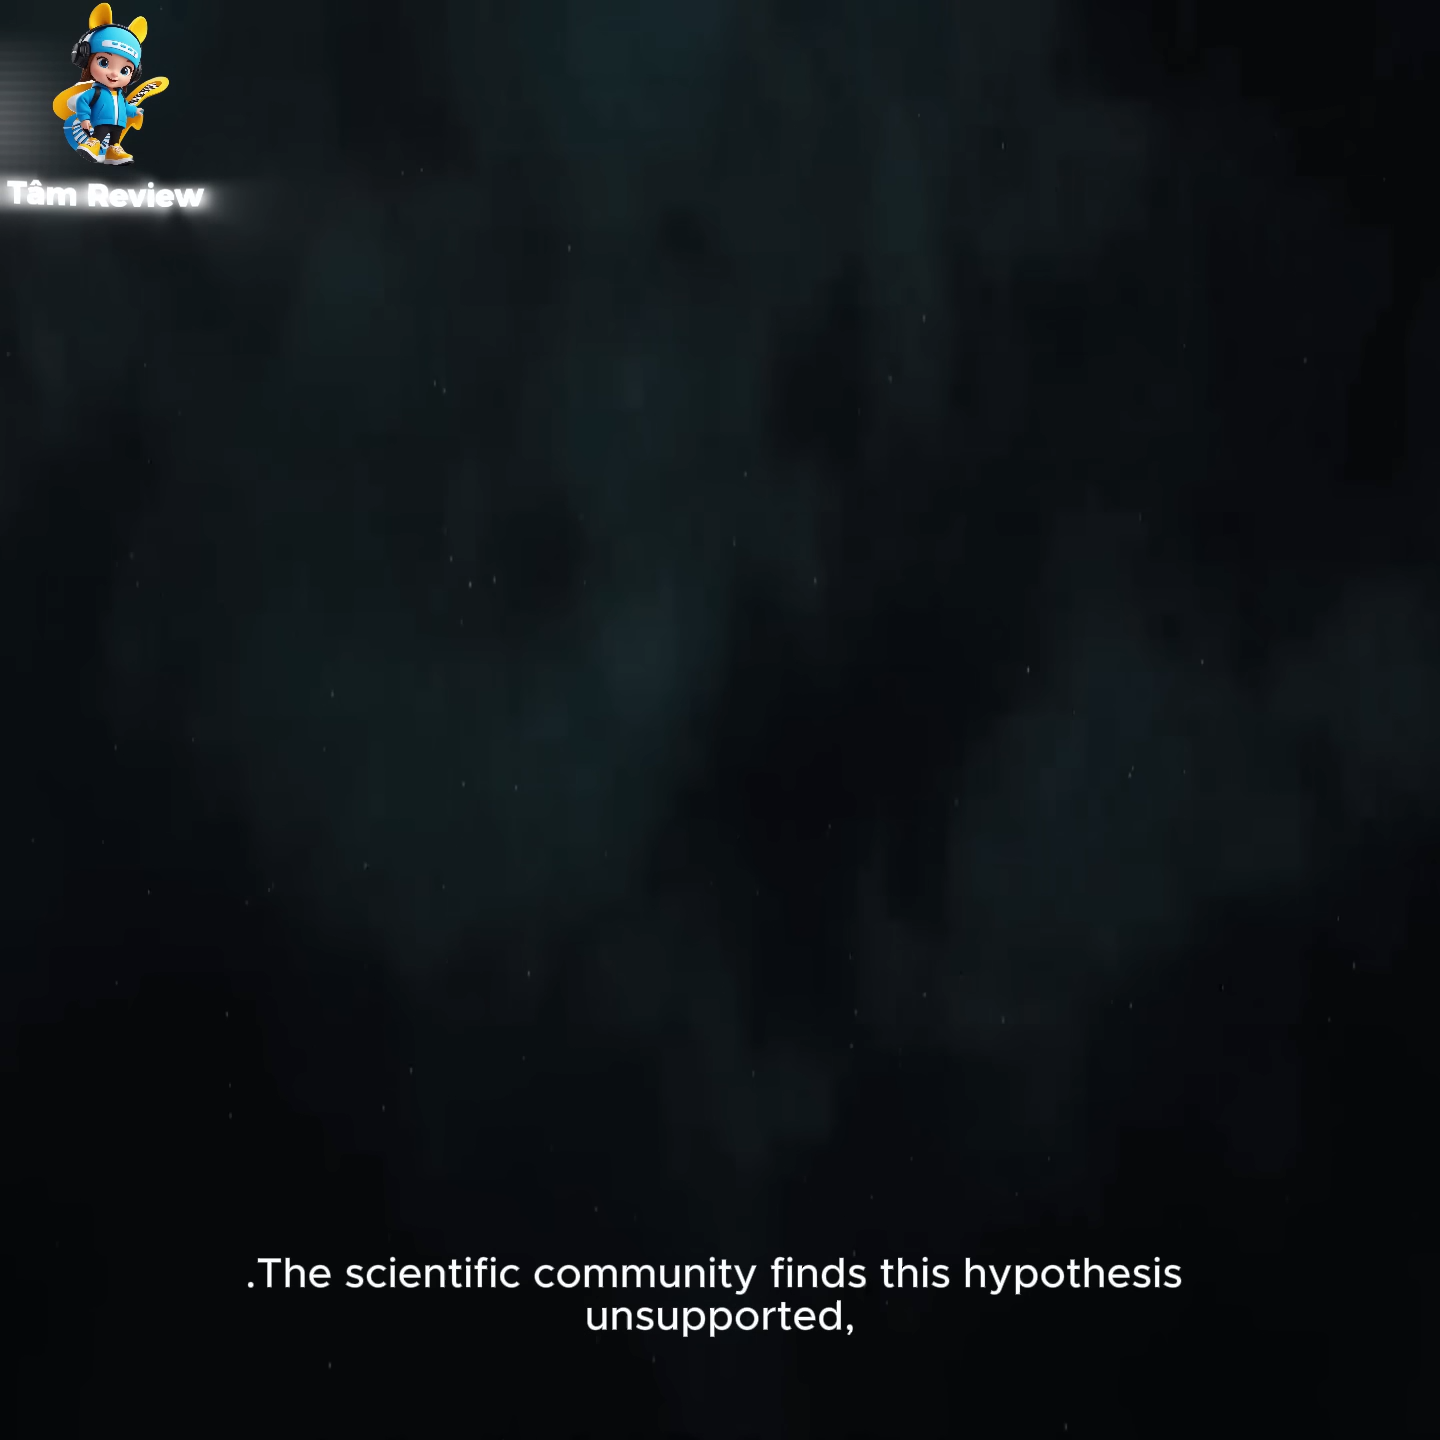 Tâm Review
.The scientific community finds this hypothesis
unsupported,